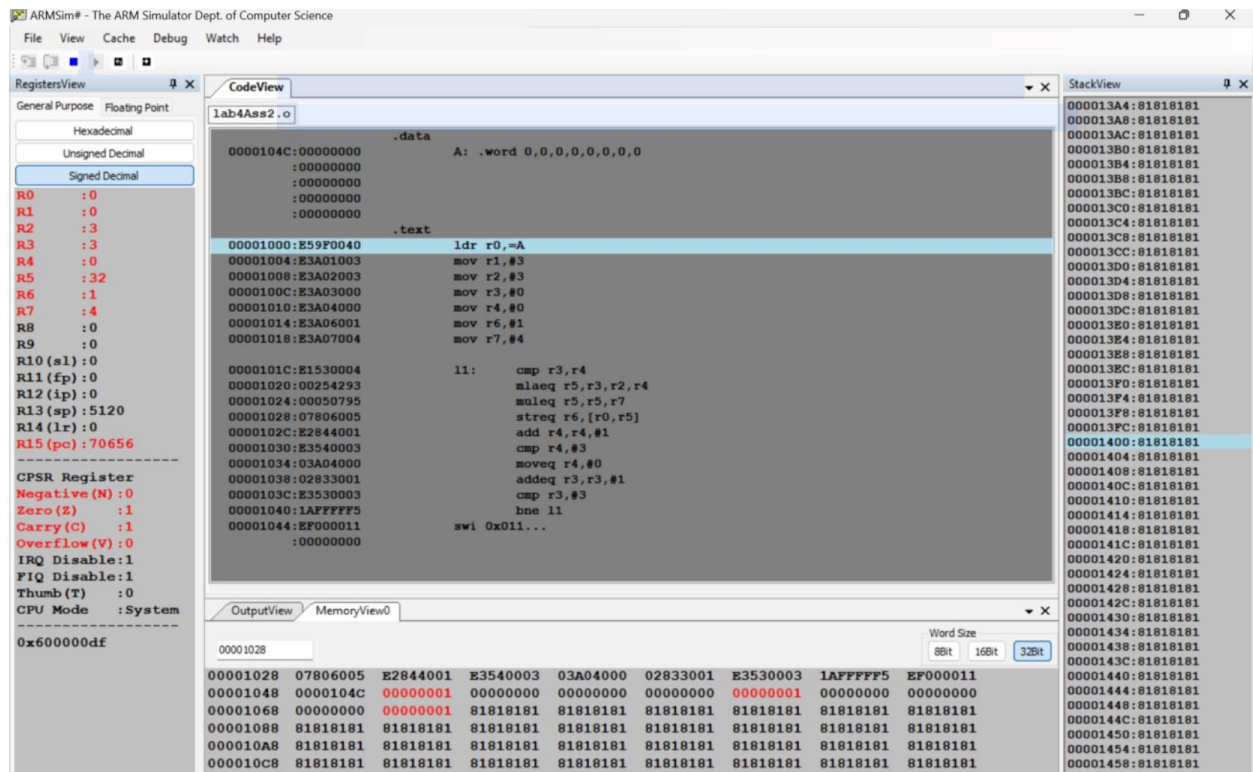 ARMSim# - The ARM Simulator Dept. of Computer Science
File View Cache Debug Watch Help
RegistersView
General Purpose Floating Point
Hexadecimal
Unsigned Decimal
Signed Decimal
R0 :0
R1 :0
R2 :3
R3 :3
R4 :0
R5 :32
R6 :1
R7 :4
R8 :0
R9 :0
R10(sl):0
R11(fp):0
R12(ip):0
R13(sp):5120
R14(lr):0
R15(pc):70656
CPSR Register
Negative(N):0
Zero(Z) :1
Carry(C) :1
Overflow(V):0
IRQ Disable:1
FIQ Disable:1
Thumb(T) :0
CPU Mode :System
0x600000df
CodeView
lab4Ass2.o
.data
0000104C:00000000 A: .word 0,0,0,0,0,0,0,0
:00000000
:00000000
:00000000
:00000000
.text
00001000:E59F0040 ldr r0,=A
00001004:E3A01003 mov r1,#3
00001008:E3A02003 mov r2,#3
0000100C:E3A03000 mov r3,#0
00001010:E3A04000 mov r4,#0
00001014:E3A06001 mov r6,#1
00001018:E3A07004 mov r7,#4
0000101C:E1530004 l1: cmp r3,r4
00001020:00254293 mlaeq r5,r3,r2,r4
00001024:00050795 muleq r5,r5,r7
00001028:07806005 streq r6,[r0,r5]
0000102C:E2844001 add r4,r4,#1
00001030:E3540003 cmp r4,#3
00001034:03A04000 moveq r4,#0
00001038:02833001 addeq r3,r3,#1
0000103C:E3530003 cmp r3,#3
00001040:1AFFFFF5 bne l1
00001044:EF000011 swi 0x011...
:00000000
OutputView MemoryView0
00001028
Word Size
8Bit 16Bit 32Bit
00001028 07806005 E2844001 E3540003 03A04000 02833001 E3530003 1AFFFFF5 EF000011
00001048 0000104C 00000001 00000000 00000000 00000000 00000001 00000000 00000000
00001068 00000000 00000001 81818181 81818181 81818181 81818181 81818181 81818181
00001088 81818181 81818181 81818181 81818181 81818181 81818181 81818181 81818181
000010A8 81818181 81818181 81818181 81818181 81818181 81818181 81818181 81818181
000010C8 81818181 81818181 81818181 81818181 81818181 81818181 81818181 81818181
StackView
000013A4:81818181
000013A8:81818181
000013AC:81818181
000013B0:81818181
000013B4:81818181
000013B8:81818181
000013BC:81818181
000013C0:81818181
000013C4:81818181
000013C8:81818181
000013CC:81818181
000013D0:81818181
000013D4:81818181
000013D8:81818181
000013DC:81818181
000013E0:81818181
000013E4:81818181
000013E8:81818181
000013EC:81818181
000013F0:81818181
000013F4:81818181
000013F8:81818181
000013FC:81818181
00001400:81818181
00001404:81818181
00001408:81818181
0000140C:81818181
00001410:81818181
00001414:81818181
00001418:81818181
0000141C:81818181
00001420:81818181
00001424:81818181
00001428:81818181
0000142C:81818181
00001430:81818181
00001434:81818181
00001438:81818181
0000143C:81818181
00001440:81818181
00001444:81818181
00001448:81818181
0000144C:81818181
00001450:81818181
00001454:81818181
00001458:81818181